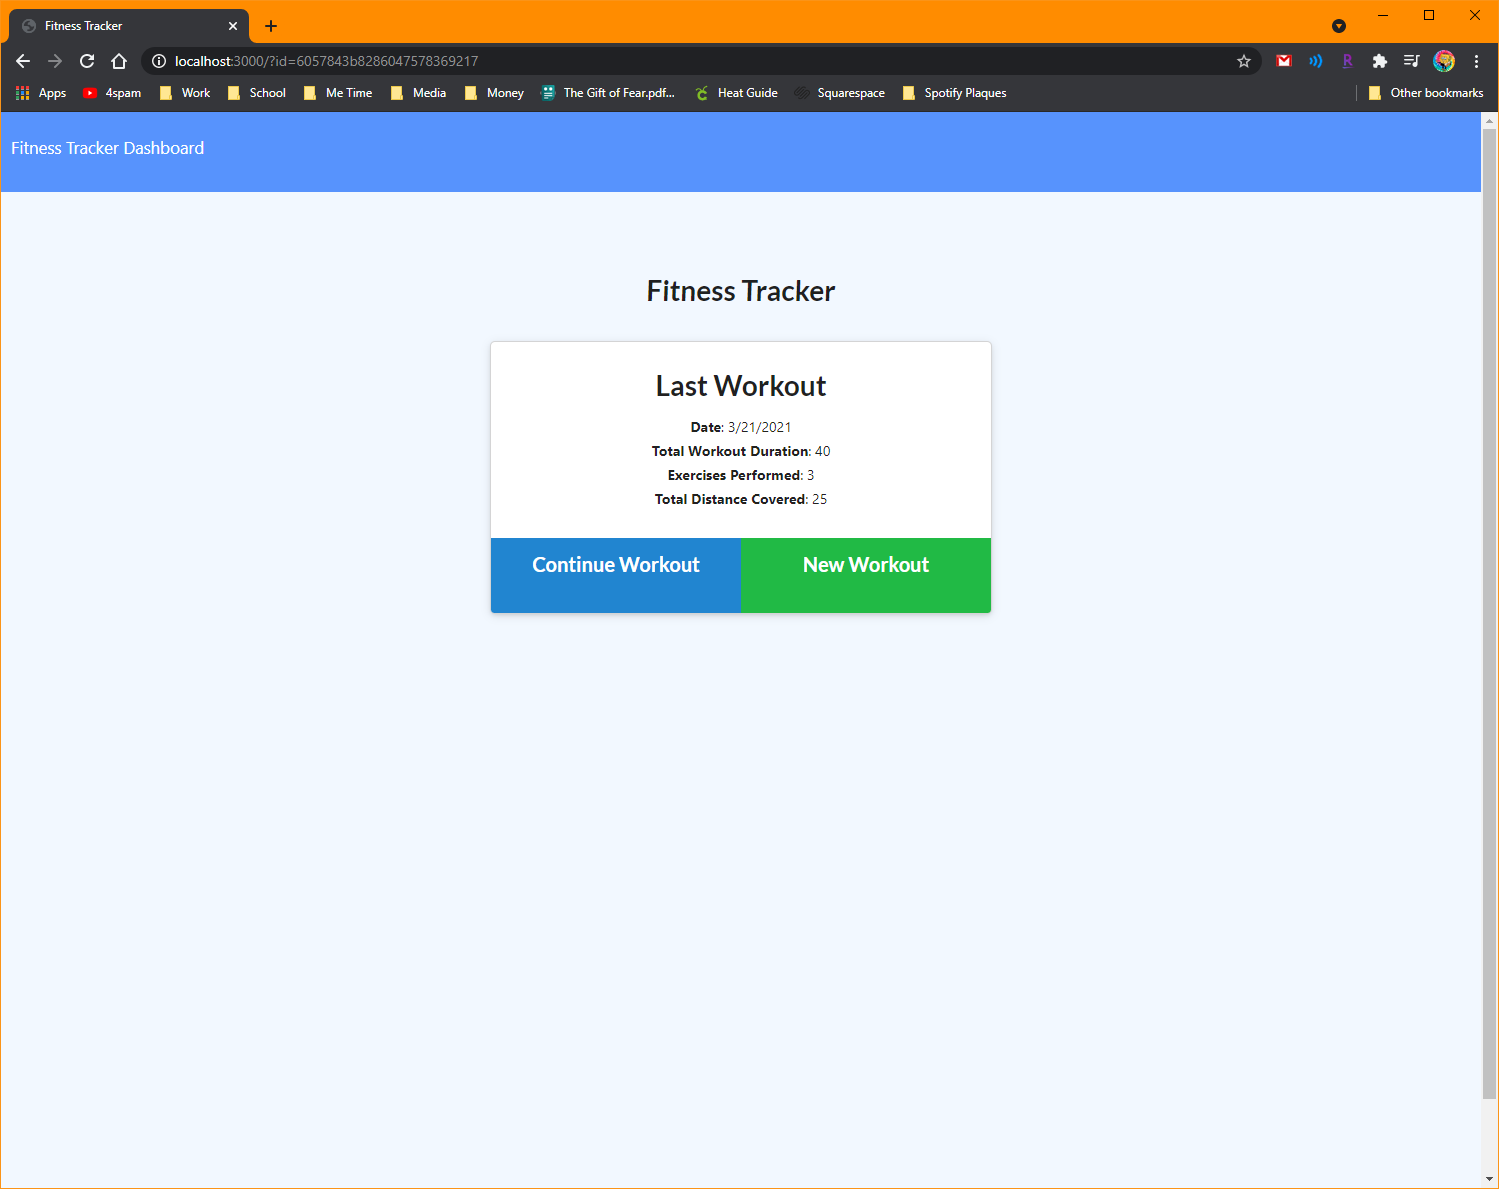 Fitness Tracker
localhost:3000/?id=6057843b8286047578369217
R
Apps 4spam Work School Me Time Media Money The Gift of Fear.pdf... Heat Guide Squarespace Spotify Plaques Other bookmarks
Fitness Tracker Dashboard
Fitness Tracker
Last Workout
Date: 3/21/2021
Total Workout Duration: 40
Exercises Performed: 3
Total Distance Covered: 25
Continue Workout New Workout